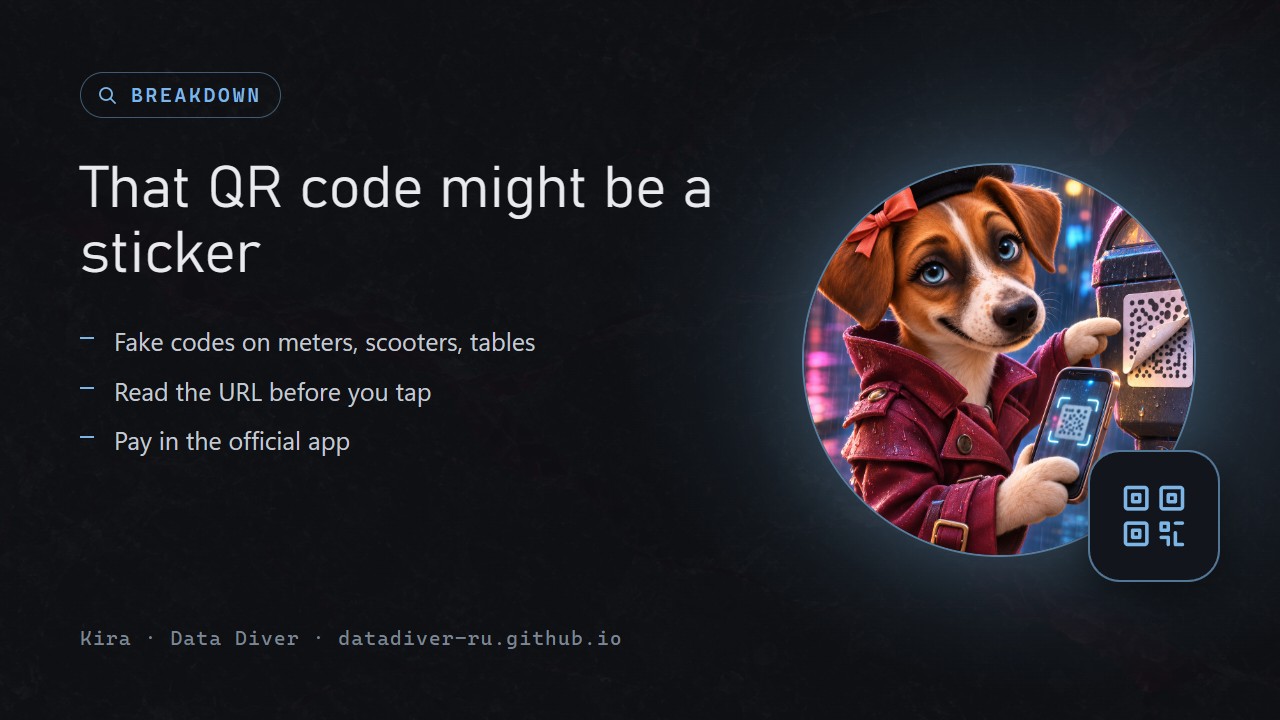 BREAKDOWN
That QR code might be a
sticker
Fake codes on meters, scooters, tables
Read the URL before you tap
Pay in the official app
Kira · Data Diver · datadiver-ru.github.io